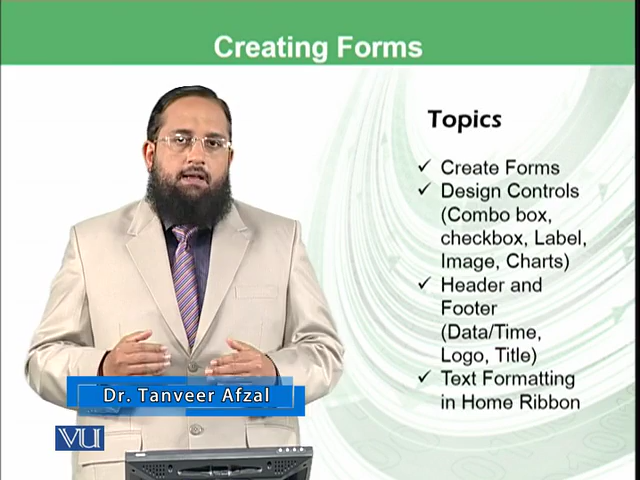 Creating Forms
Topics
✓ Create Forms
✓ Design Controls
(Combo box,
checkbox, Label,
Image, Charts)
✓ Header and
Footer
(Data/Time,
Logo, Title)
✓ Text Formatting
in Home Ribbon
Dr. Tanveer Afzal
VU